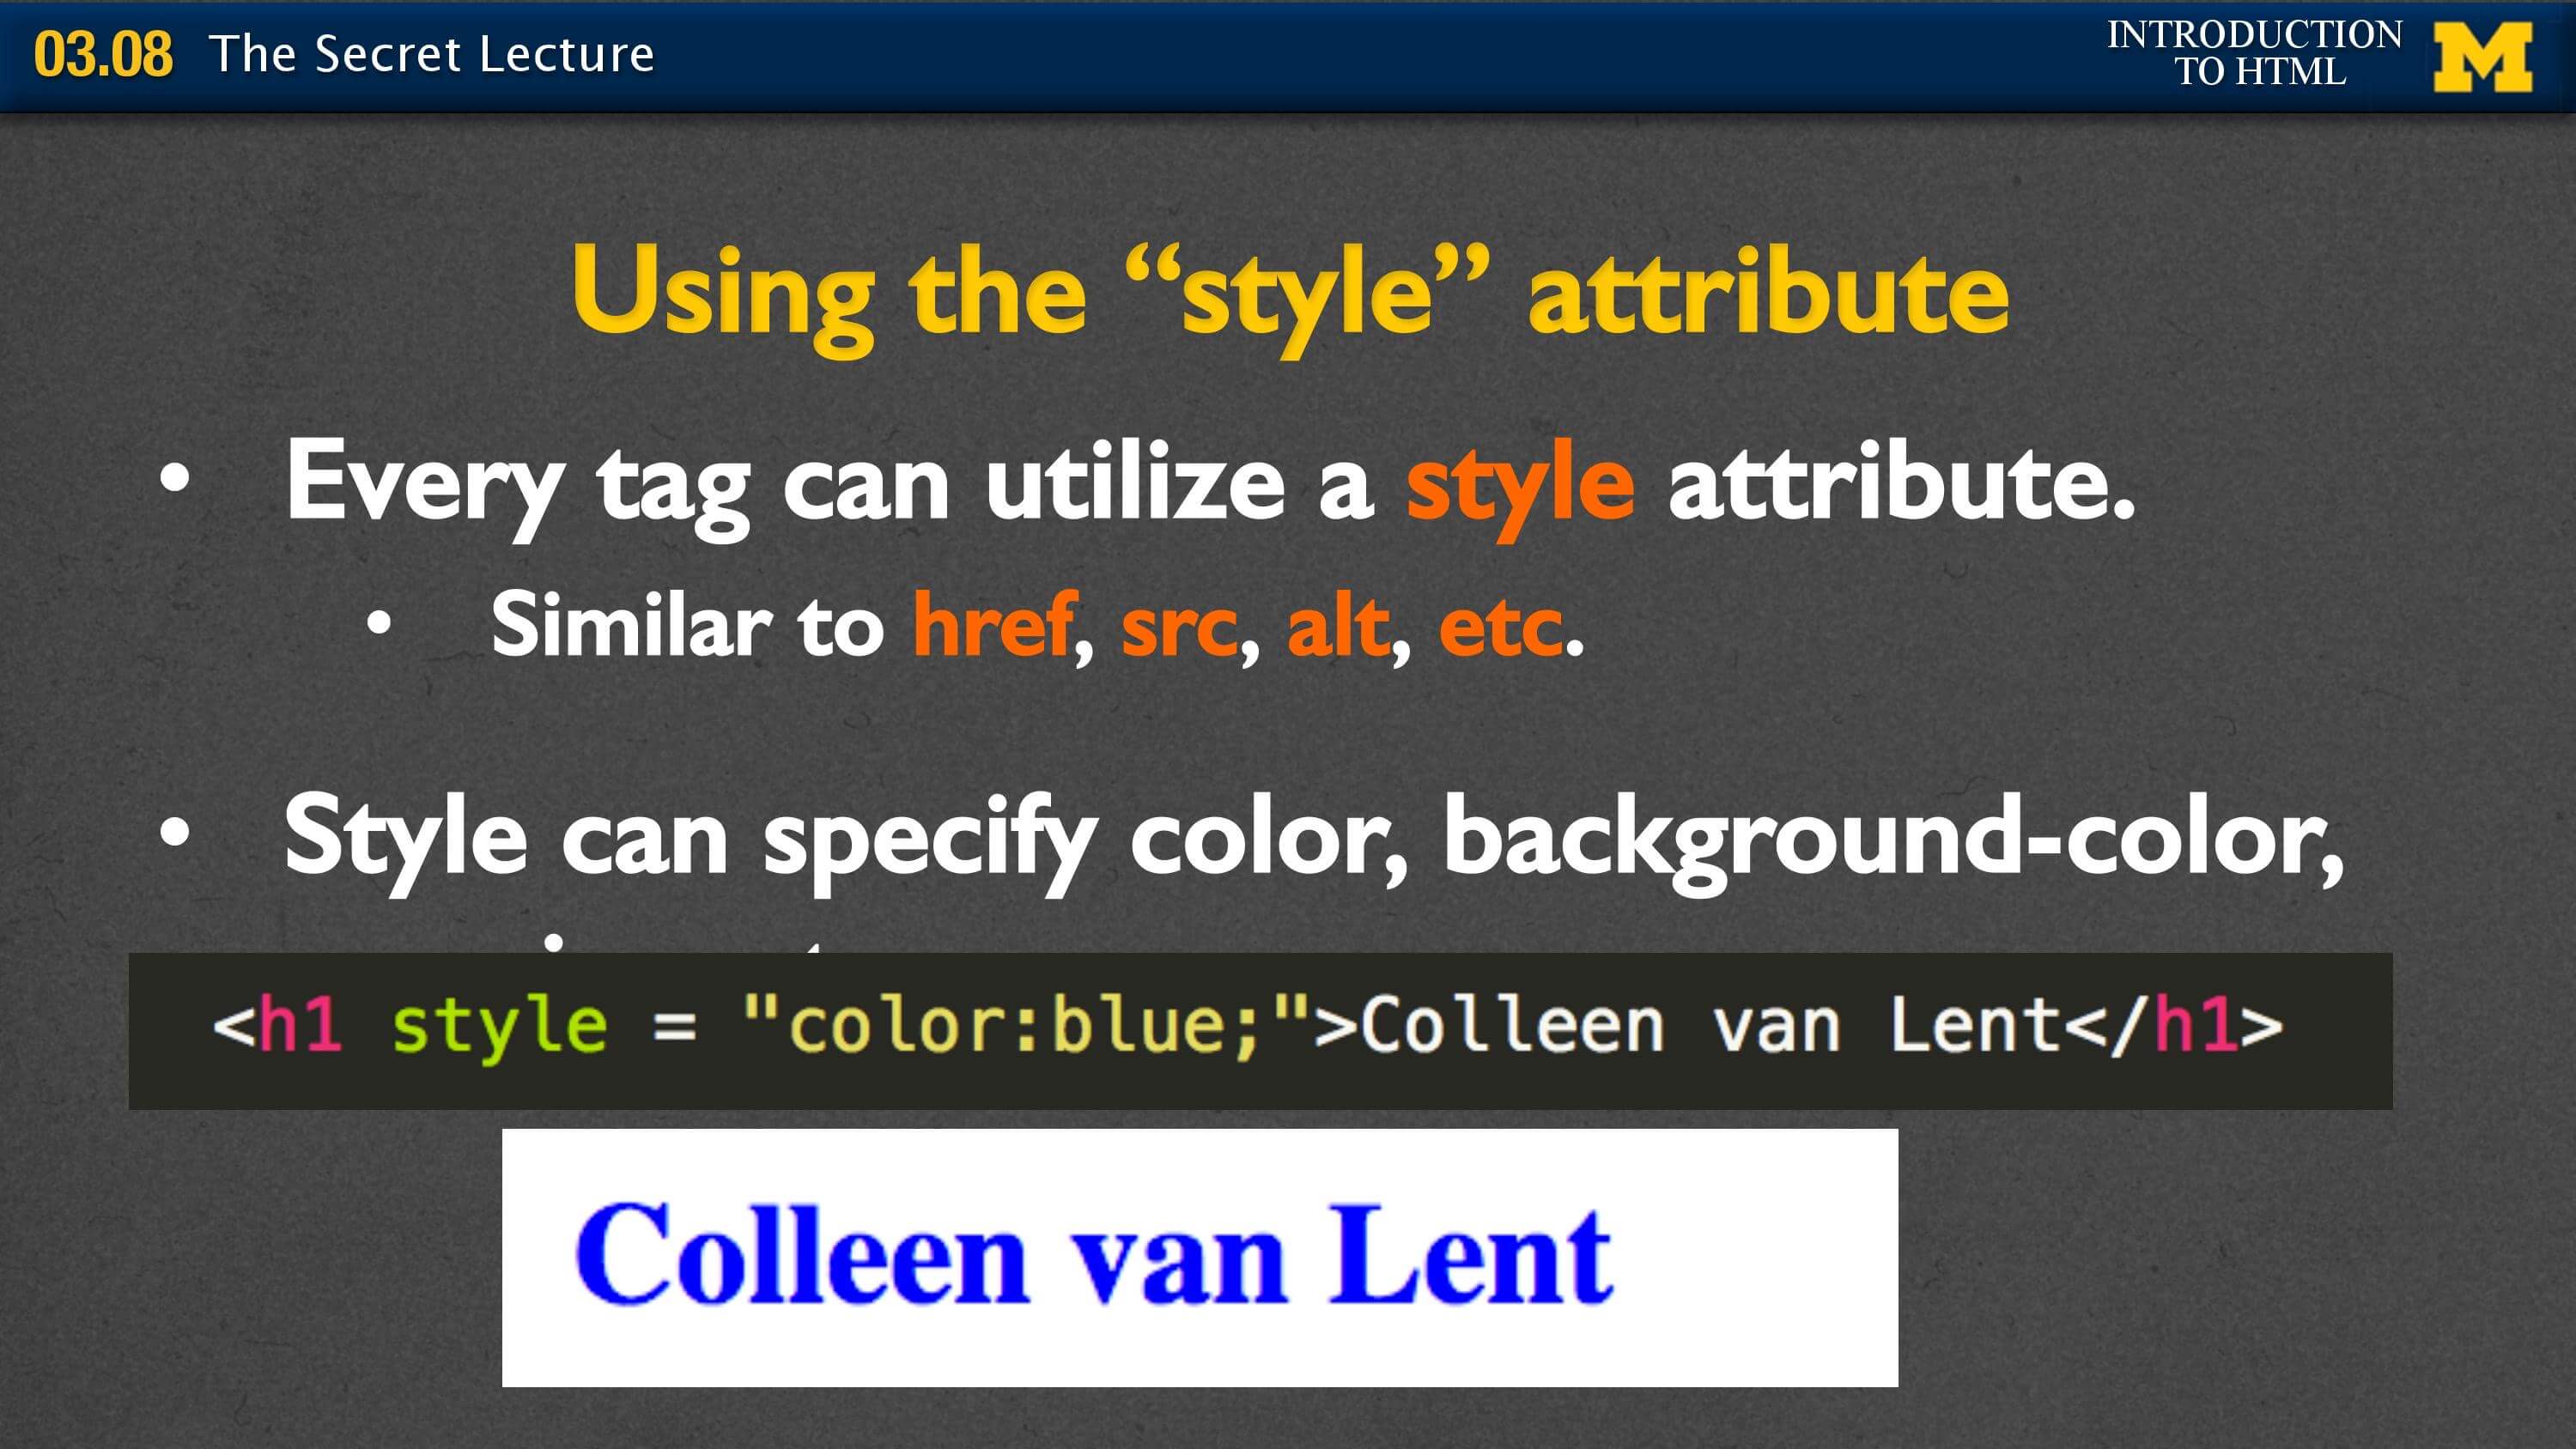 03.08 The Secret Lecture
INTRODUCTION
TO HTML
M
Using the “style” attribute
• Every tag can utilize a style attribute.
• Similar to href, src, alt, etc.
• Style can specify color, background-color,
<h1 style = "color:blue;">Colleen van Lent</h1>
Colleen van Lent